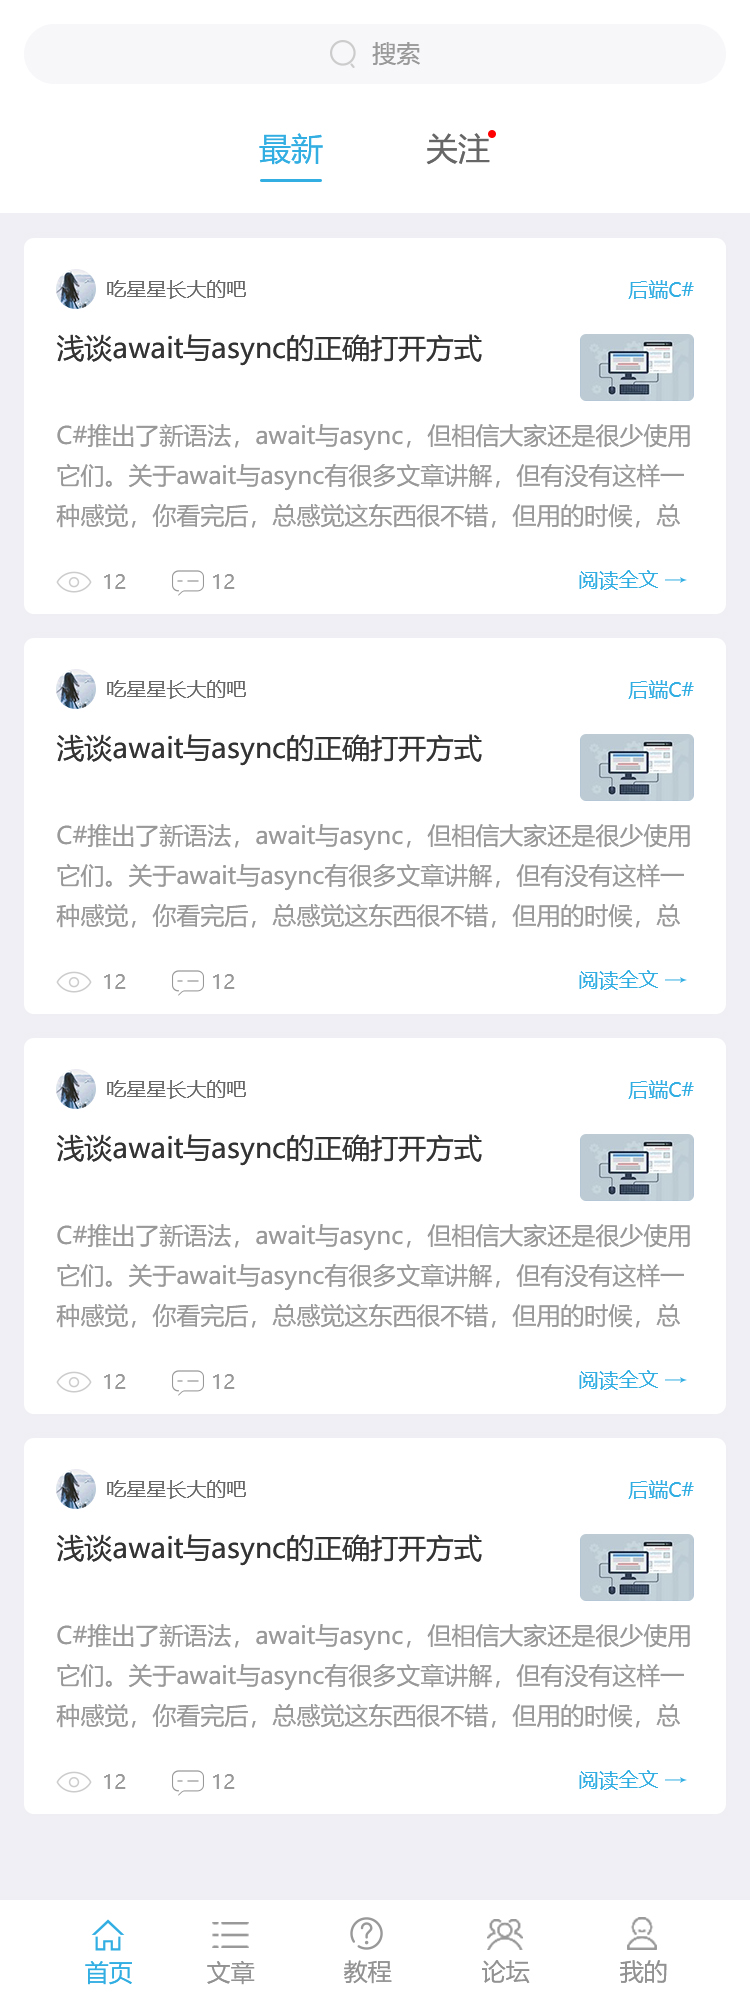 搜索
最新 关注
吃星星长大的吧 后端C#
浅谈await与async的正确打开方式
C#推出了新语法，await与async，但相信大家还是很少使用
它们。关于await与async有很多文章讲解，但有没有这样一
种感觉，你看完后，总感觉这东西很不错，但用的时候，总
12 12 阅读全文 →
吃星星长大的吧 后端C#
浅谈await与async的正确打开方式
C#推出了新语法，await与async，但相信大家还是很少使用
它们。关于await与async有很多文章讲解，但有没有这样一
种感觉，你看完后，总感觉这东西很不错，但用的时候，总
12 12 阅读全文 →
吃星星长大的吧 后端C#
浅谈await与async的正确打开方式
C#推出了新语法，await与async，但相信大家还是很少使用
它们。关于await与async有很多文章讲解，但有没有这样一
种感觉，你看完后，总感觉这东西很不错，但用的时候，总
12 12 阅读全文 →
吃星星长大的吧 后端C#
浅谈await与async的正确打开方式
C#推出了新语法，await与async，但相信大家还是很少使用
它们。关于await与async有很多文章讲解，但有没有这样一
种感觉，你看完后，总感觉这东西很不错，但用的时候，总
12 12 阅读全文 →
首页 文章 教程 论坛 我的